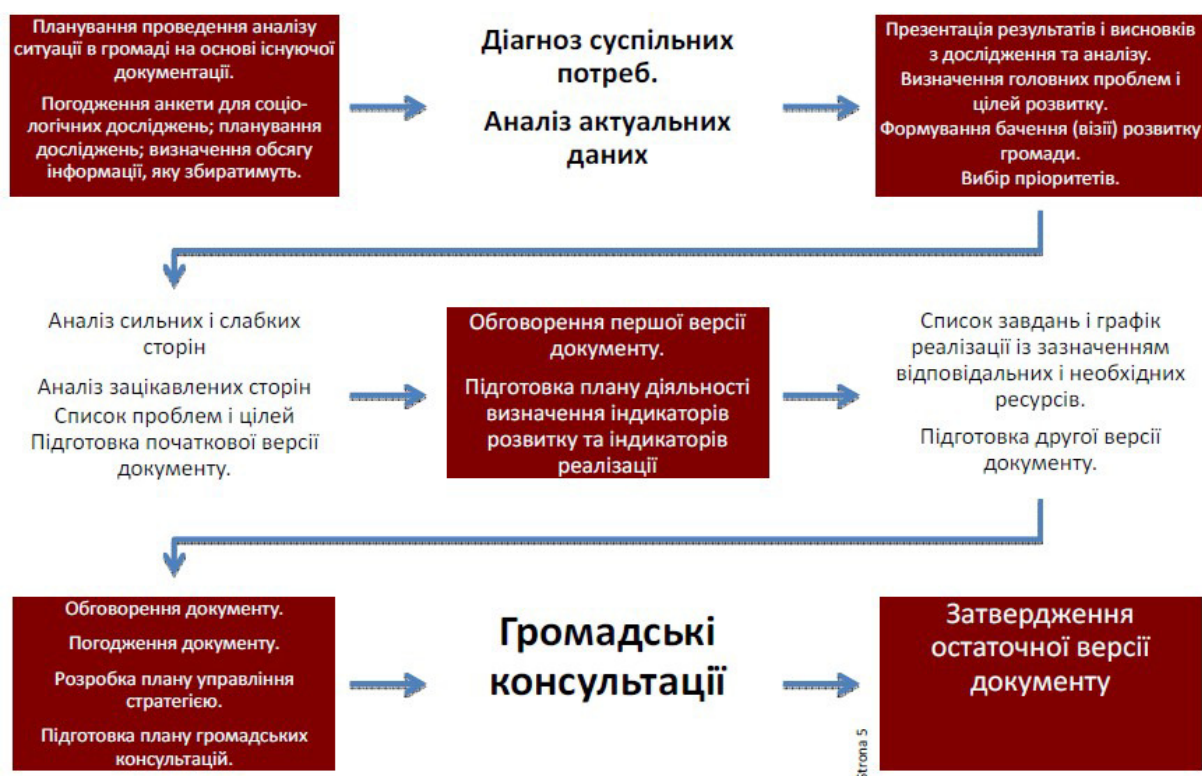 Планування проведення аналізу
ситуації в громаді на основі існуючої
документації.
Погодження анкети для соціо-
логічних досліджень; планування
досліджень; визначення обсягу
інформації, яку збиратимуть.
Діагноз суспільних
потреб.
Аналіз актуальних
даних
Презентація результатів і висновків
з дослідження та аналізу.
Визначення головних проблем і
цілей розвитку.
Формування бачення (візії) розвитку
громади.
Вибір пріоритетів.
Аналіз сильних і слабких
сторін
Аналіз зацікавлених сторін
Список проблем і цілей
Підготовка початкової версії
документу.
Обговорення першої версії
документу.
Підготовка плану діяльності
визначення індикаторів
розвитку та індикаторів
реалізації
Список завдань і графік
реалізації із зазначенням
відповідальних і необхідних
ресурсів.
Підготовка другої версії
документу.
Обговорення документу.
Погодження документу.
Розробка плану управління
стратегією.
Підготовка плану громадських
консультацій.
Громадські
консультації
Затвердження
остаточної версії
документу
Strona 5